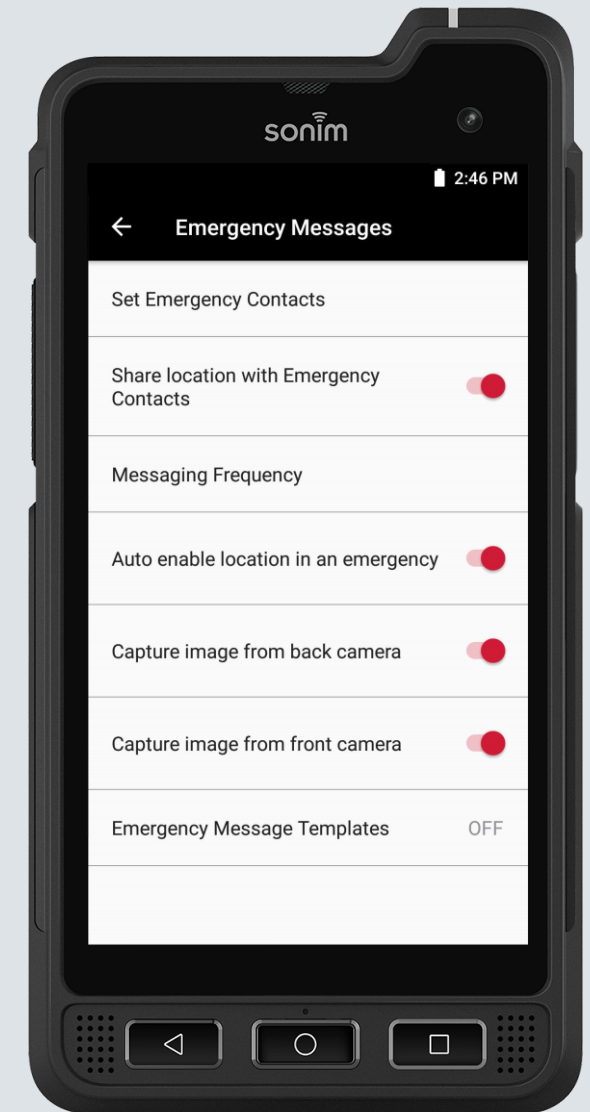 sonim
2:46 PM
Emergency Messages
Set Emergency Contacts
Share location with Emergency
Contacts
Messaging Frequency
Auto enable location in an emergency
Capture image from back camera
Capture image from front camera
Emergency Message Templates OFF